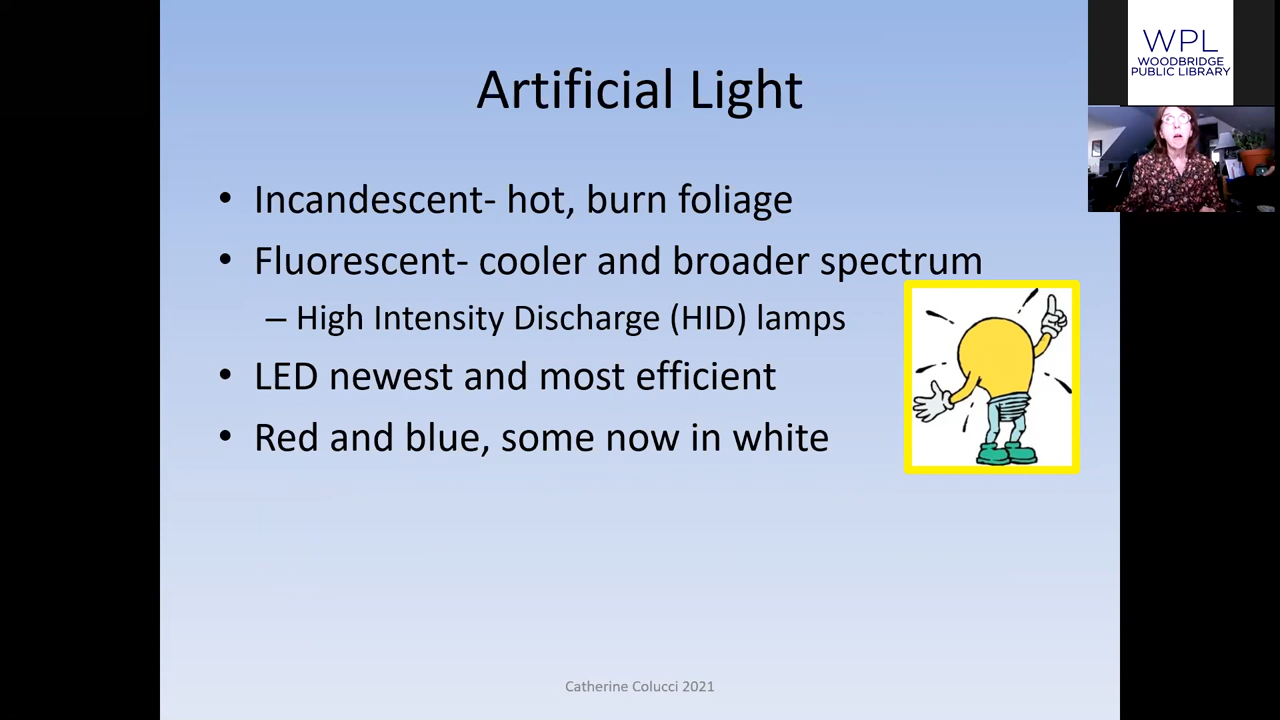 Artificial Light
• Incandescent- hot, burn foliage
• Fluorescent- cooler and broader spectrum
– High Intensity Discharge (HID) lamps
• LED newest and most efficient
• Red and blue, some now in white
Catherine Colucci 2021
WPL
WOODBRIDGE
PUBLIC LIBRARY